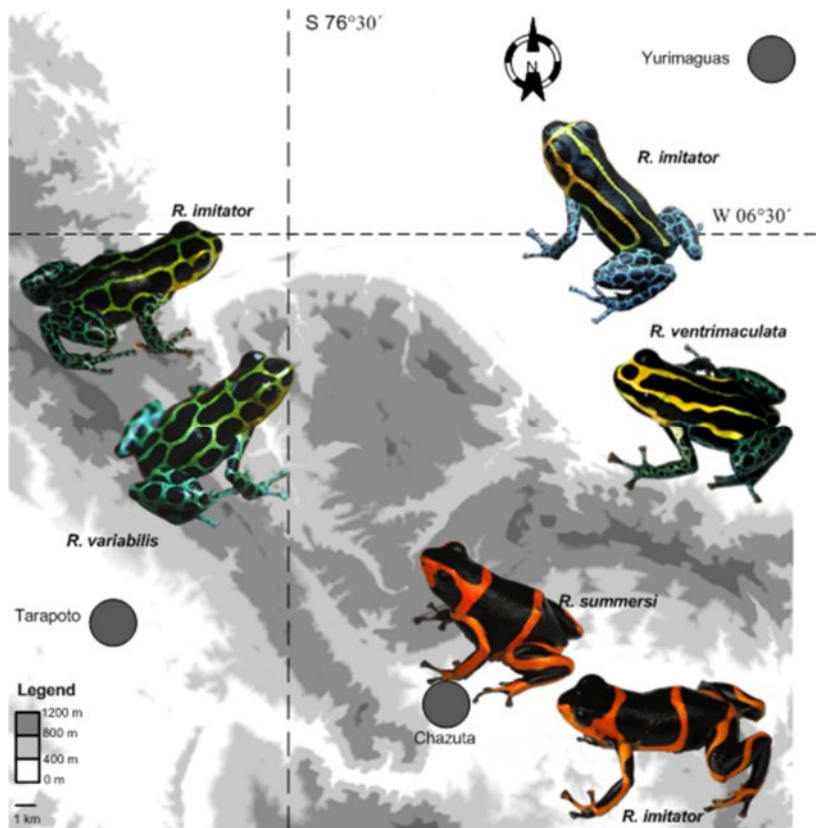 S 76°30´
N
Yurimaguas
R. imitator
R. imitator
W 06°30´
R. ventrimaculata
R. variabilis
R. summersi
Tarapoto
Legend
1200 m
800 m
400 m
0 m
1 km
Chazuta
R. imitator